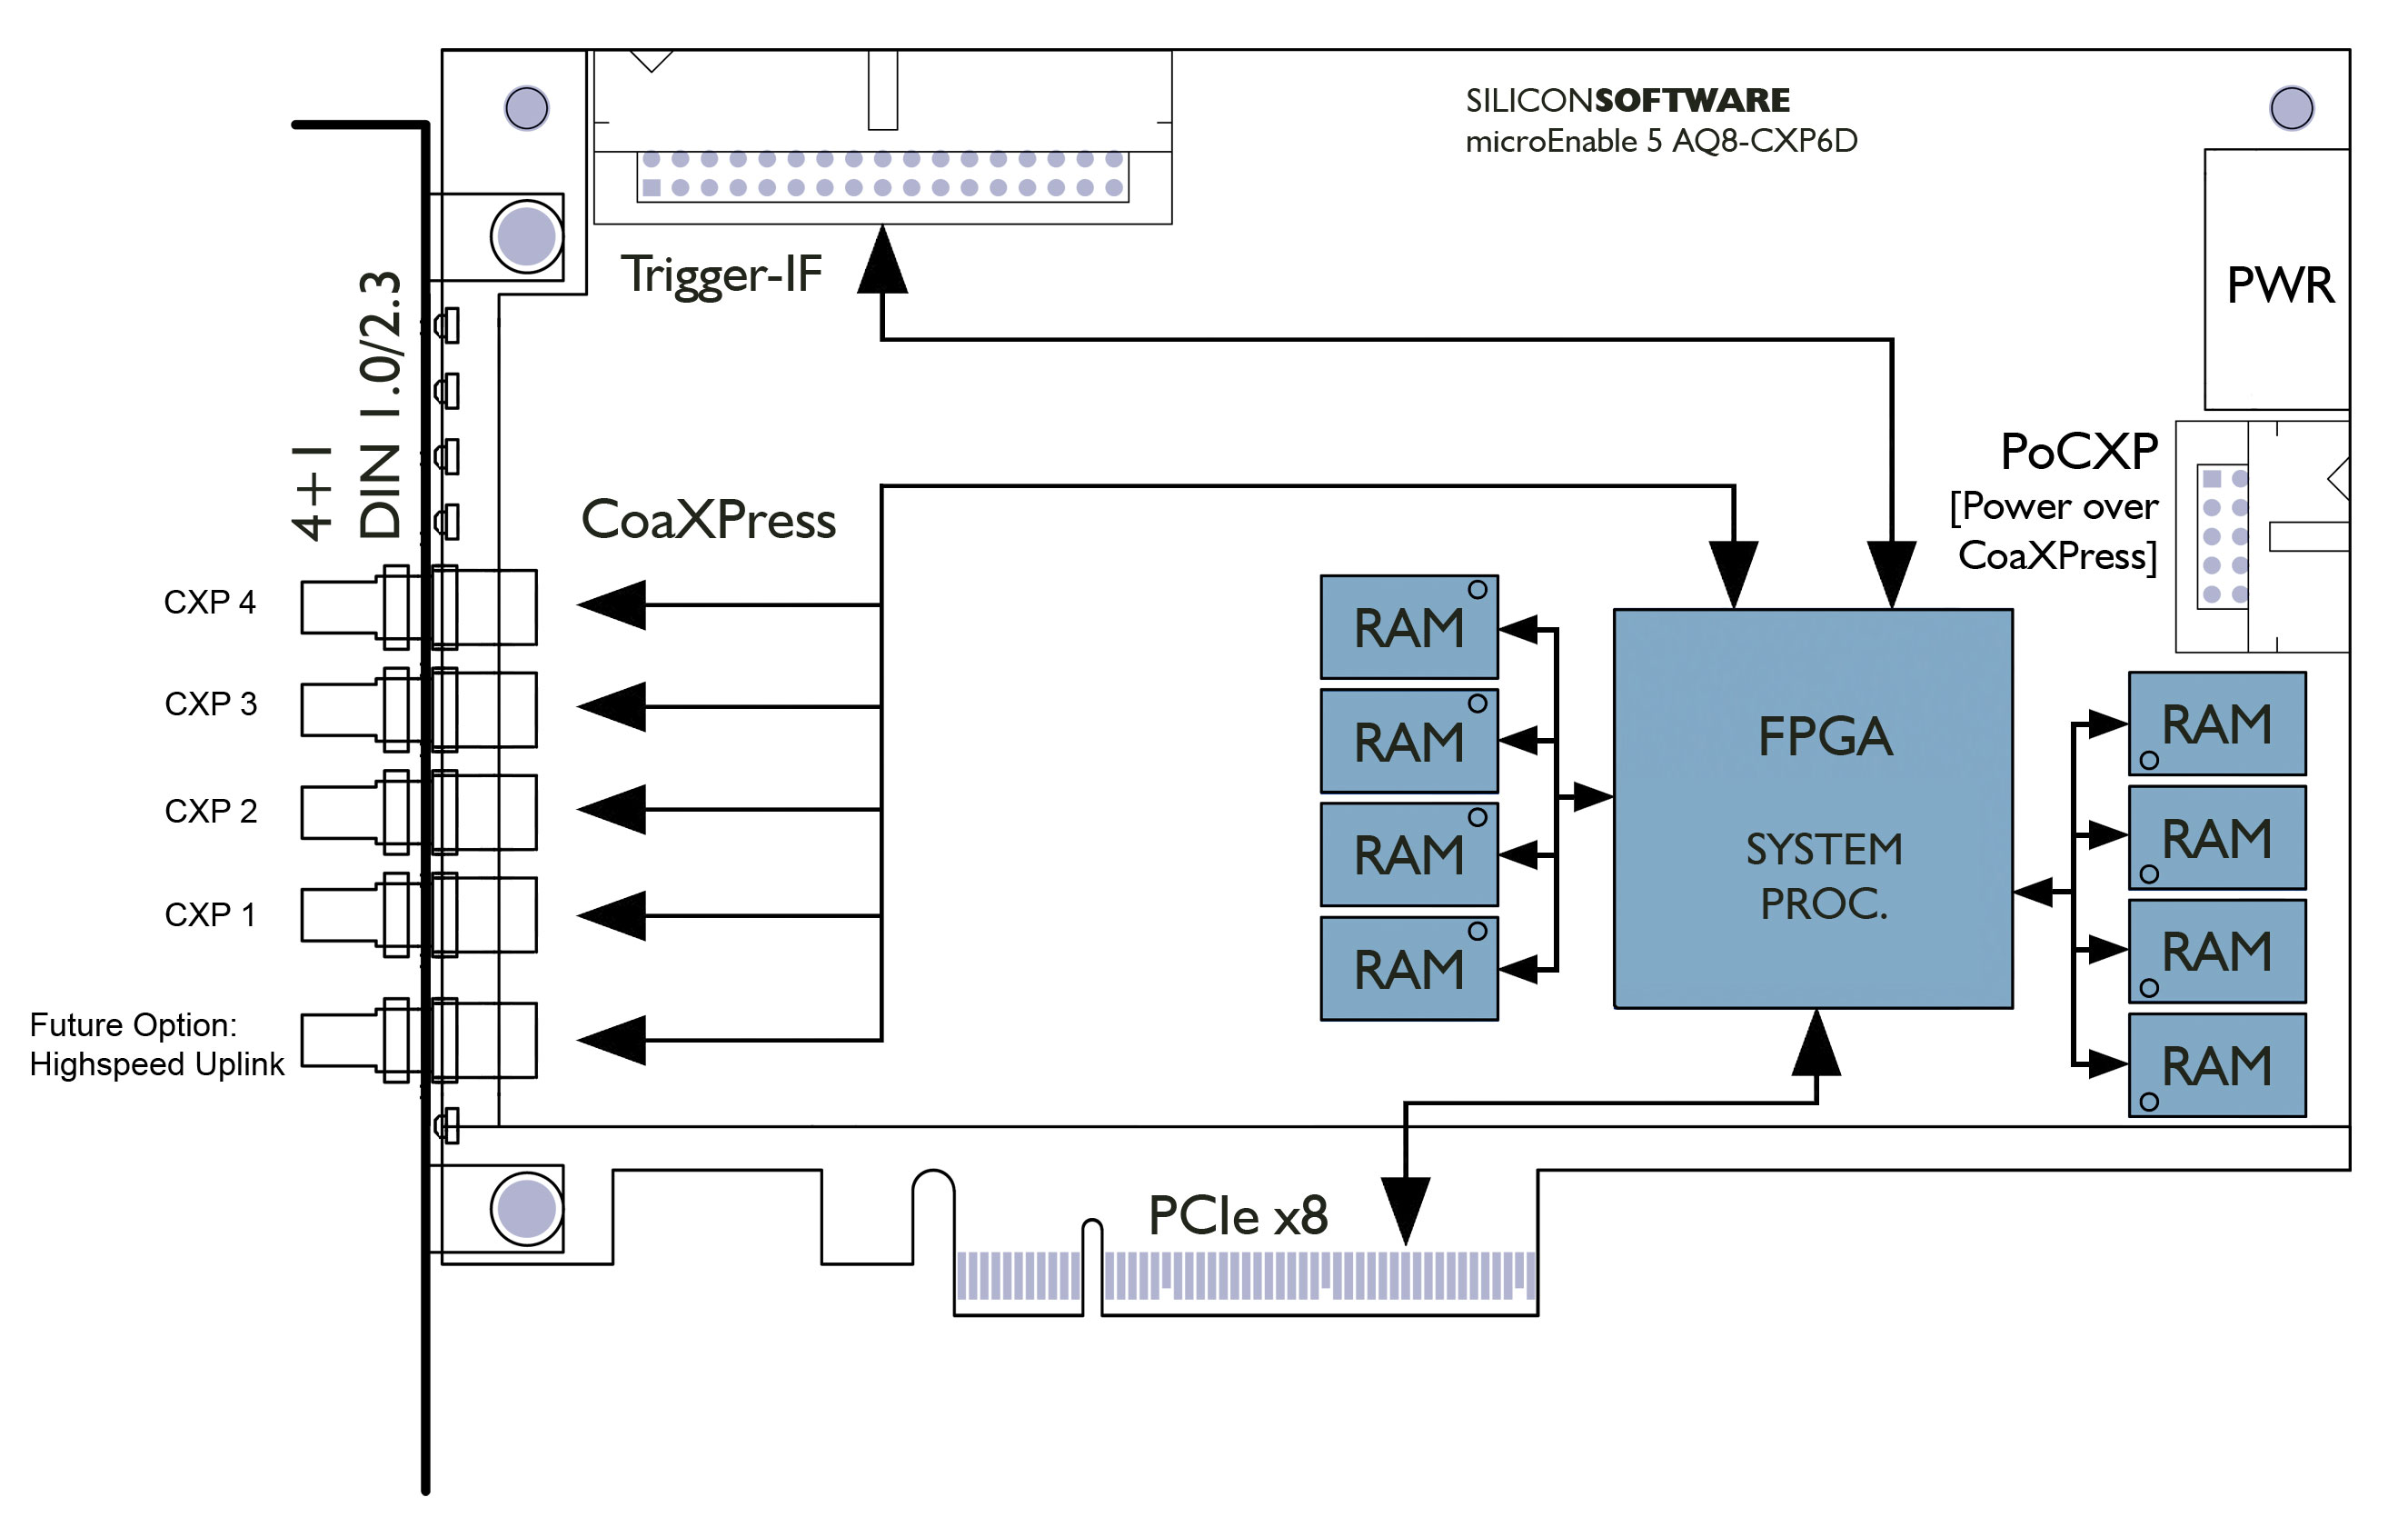 SILICONSOFTWARE
microEnable 5 AQ8-CXP6D
Trigger-IF
PWR
4+1
DIN 1.0/2.3
PoCXP
[Power over
CoaXPress]
CoaXPress
CXP 4
CXP 3
CXP 2
CXP 1
Future Option:
Highspeed Uplink
RAM
RAM
RAM
RAM
FPGA
SYSTEM
PROC.
RAM
RAM
RAM
RAM
PCIe x8